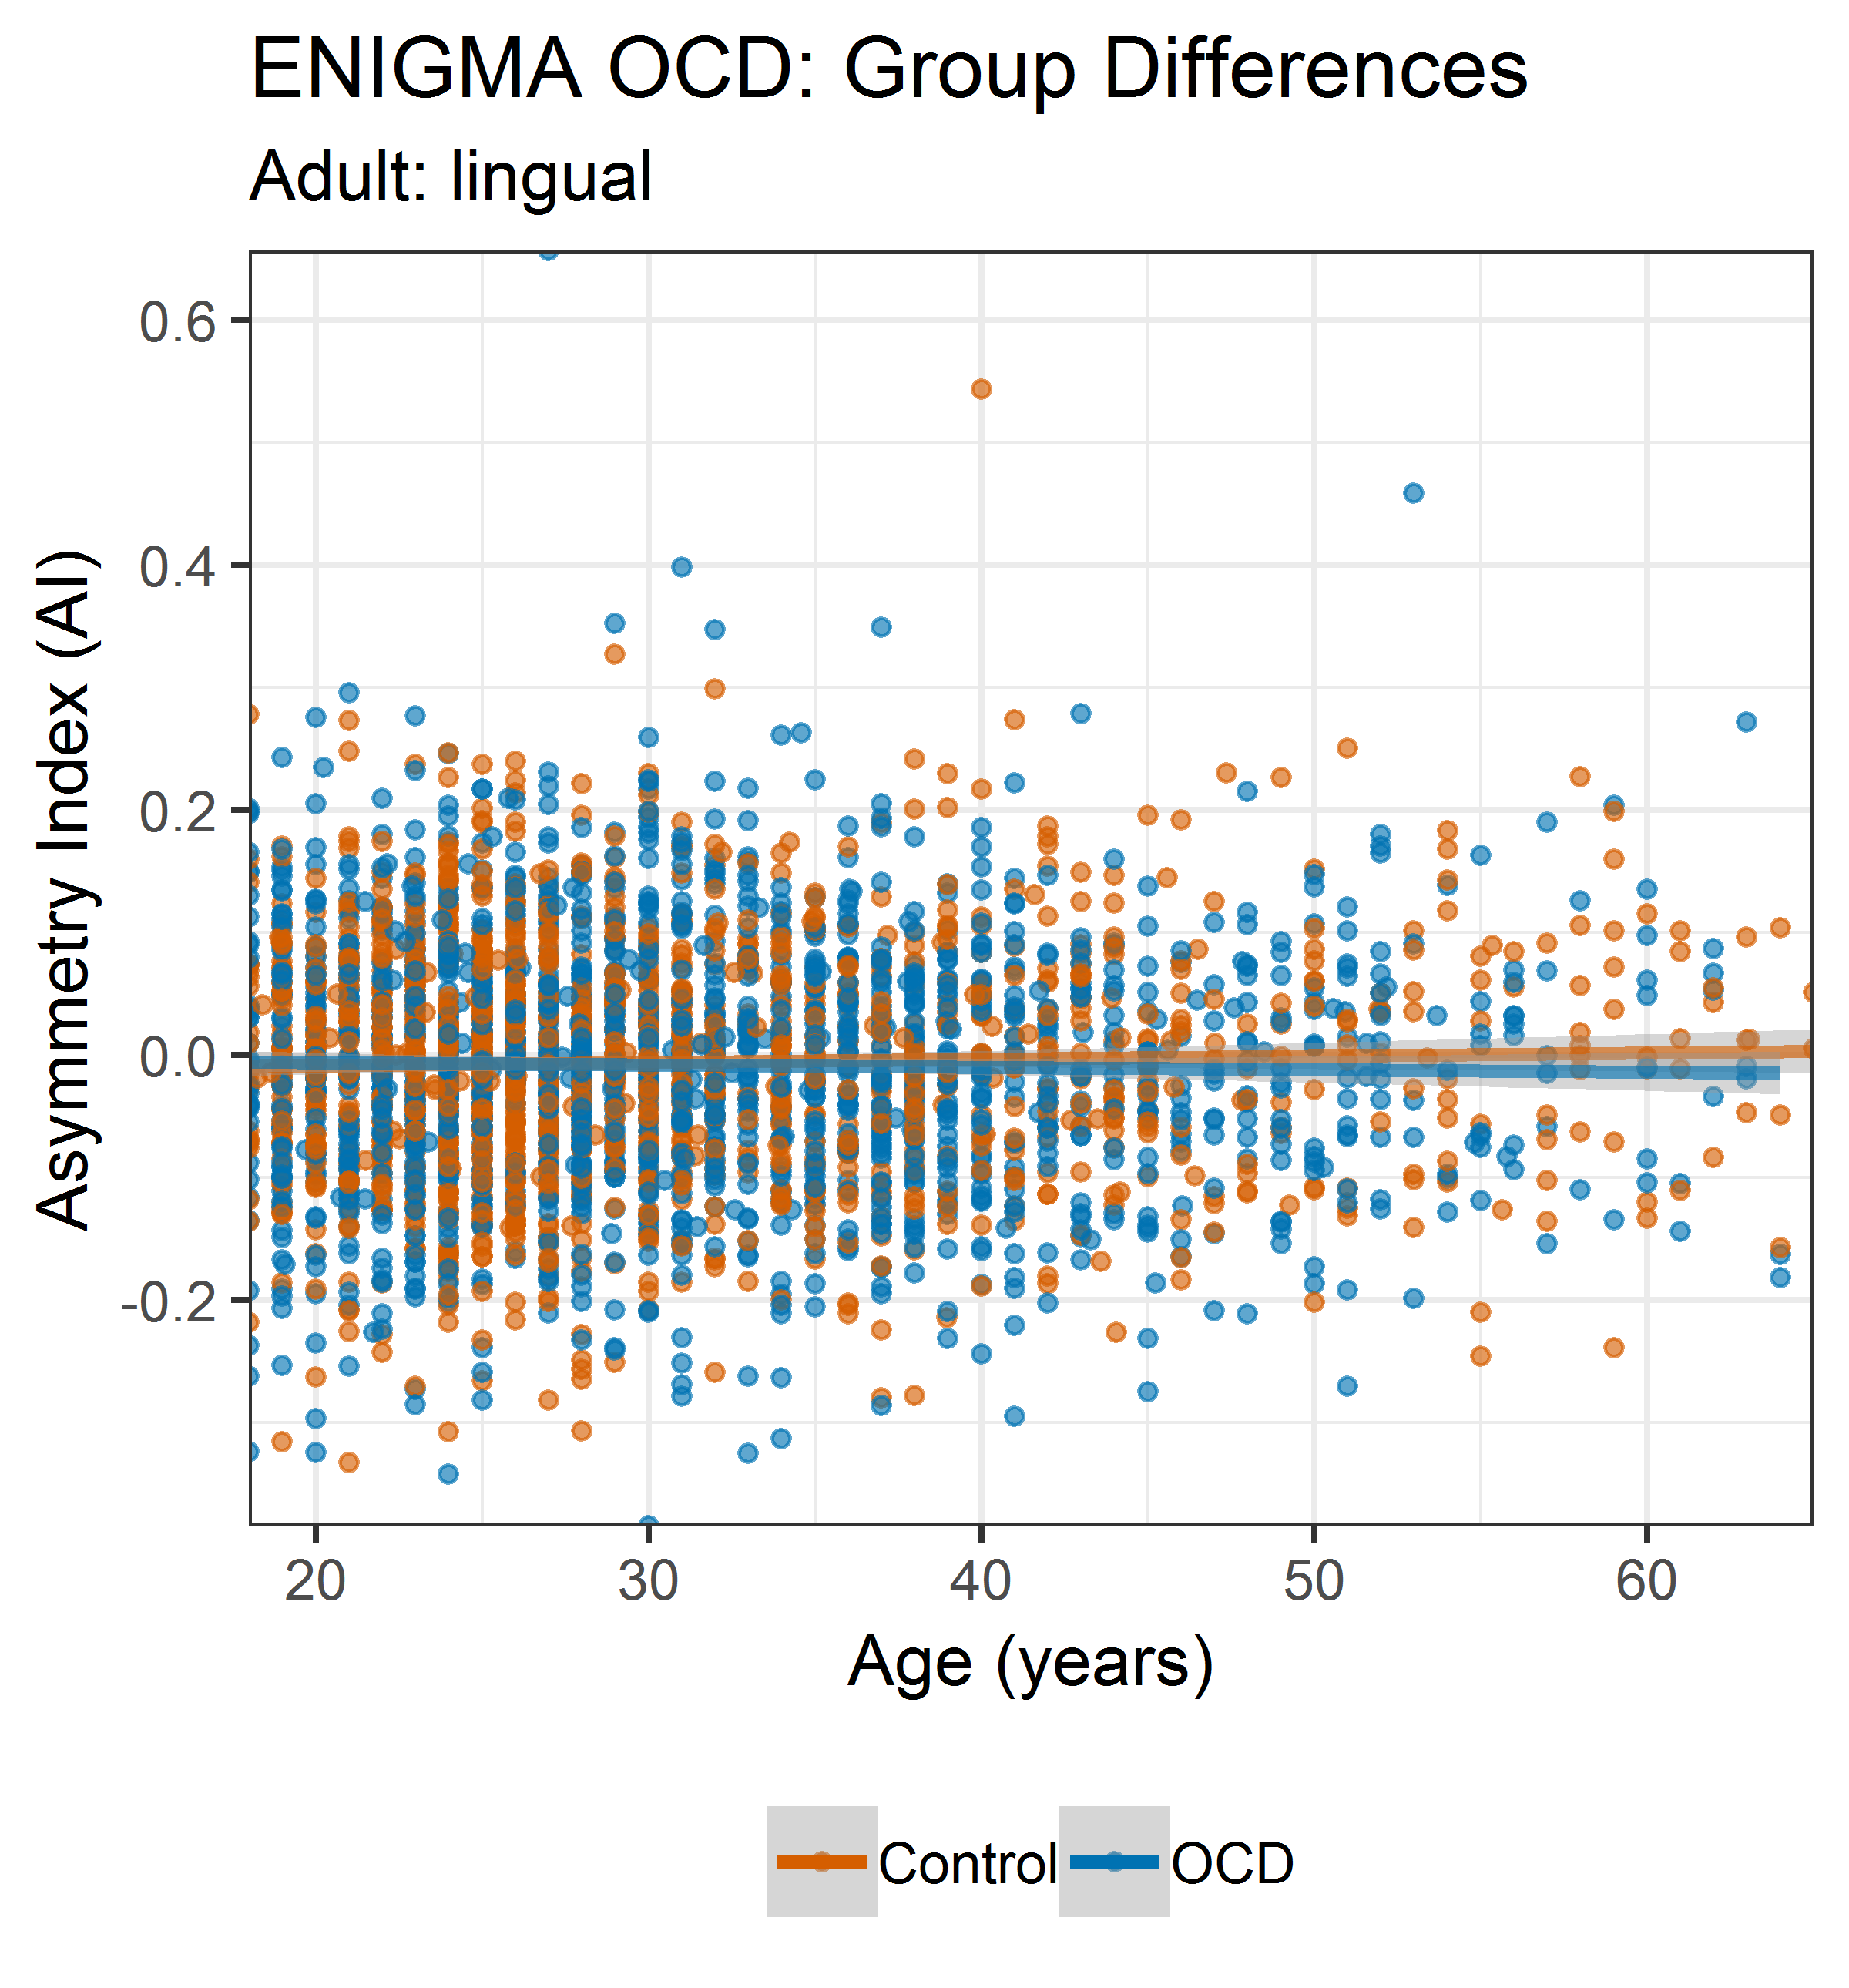 ENIGMA OCD: Group Differences
Adult: lingual
Asymmetry Index (AI)
0.6
0.4
0.2
0.0
-0.2
20 30 40 50 60
Age (years)
Control OCD